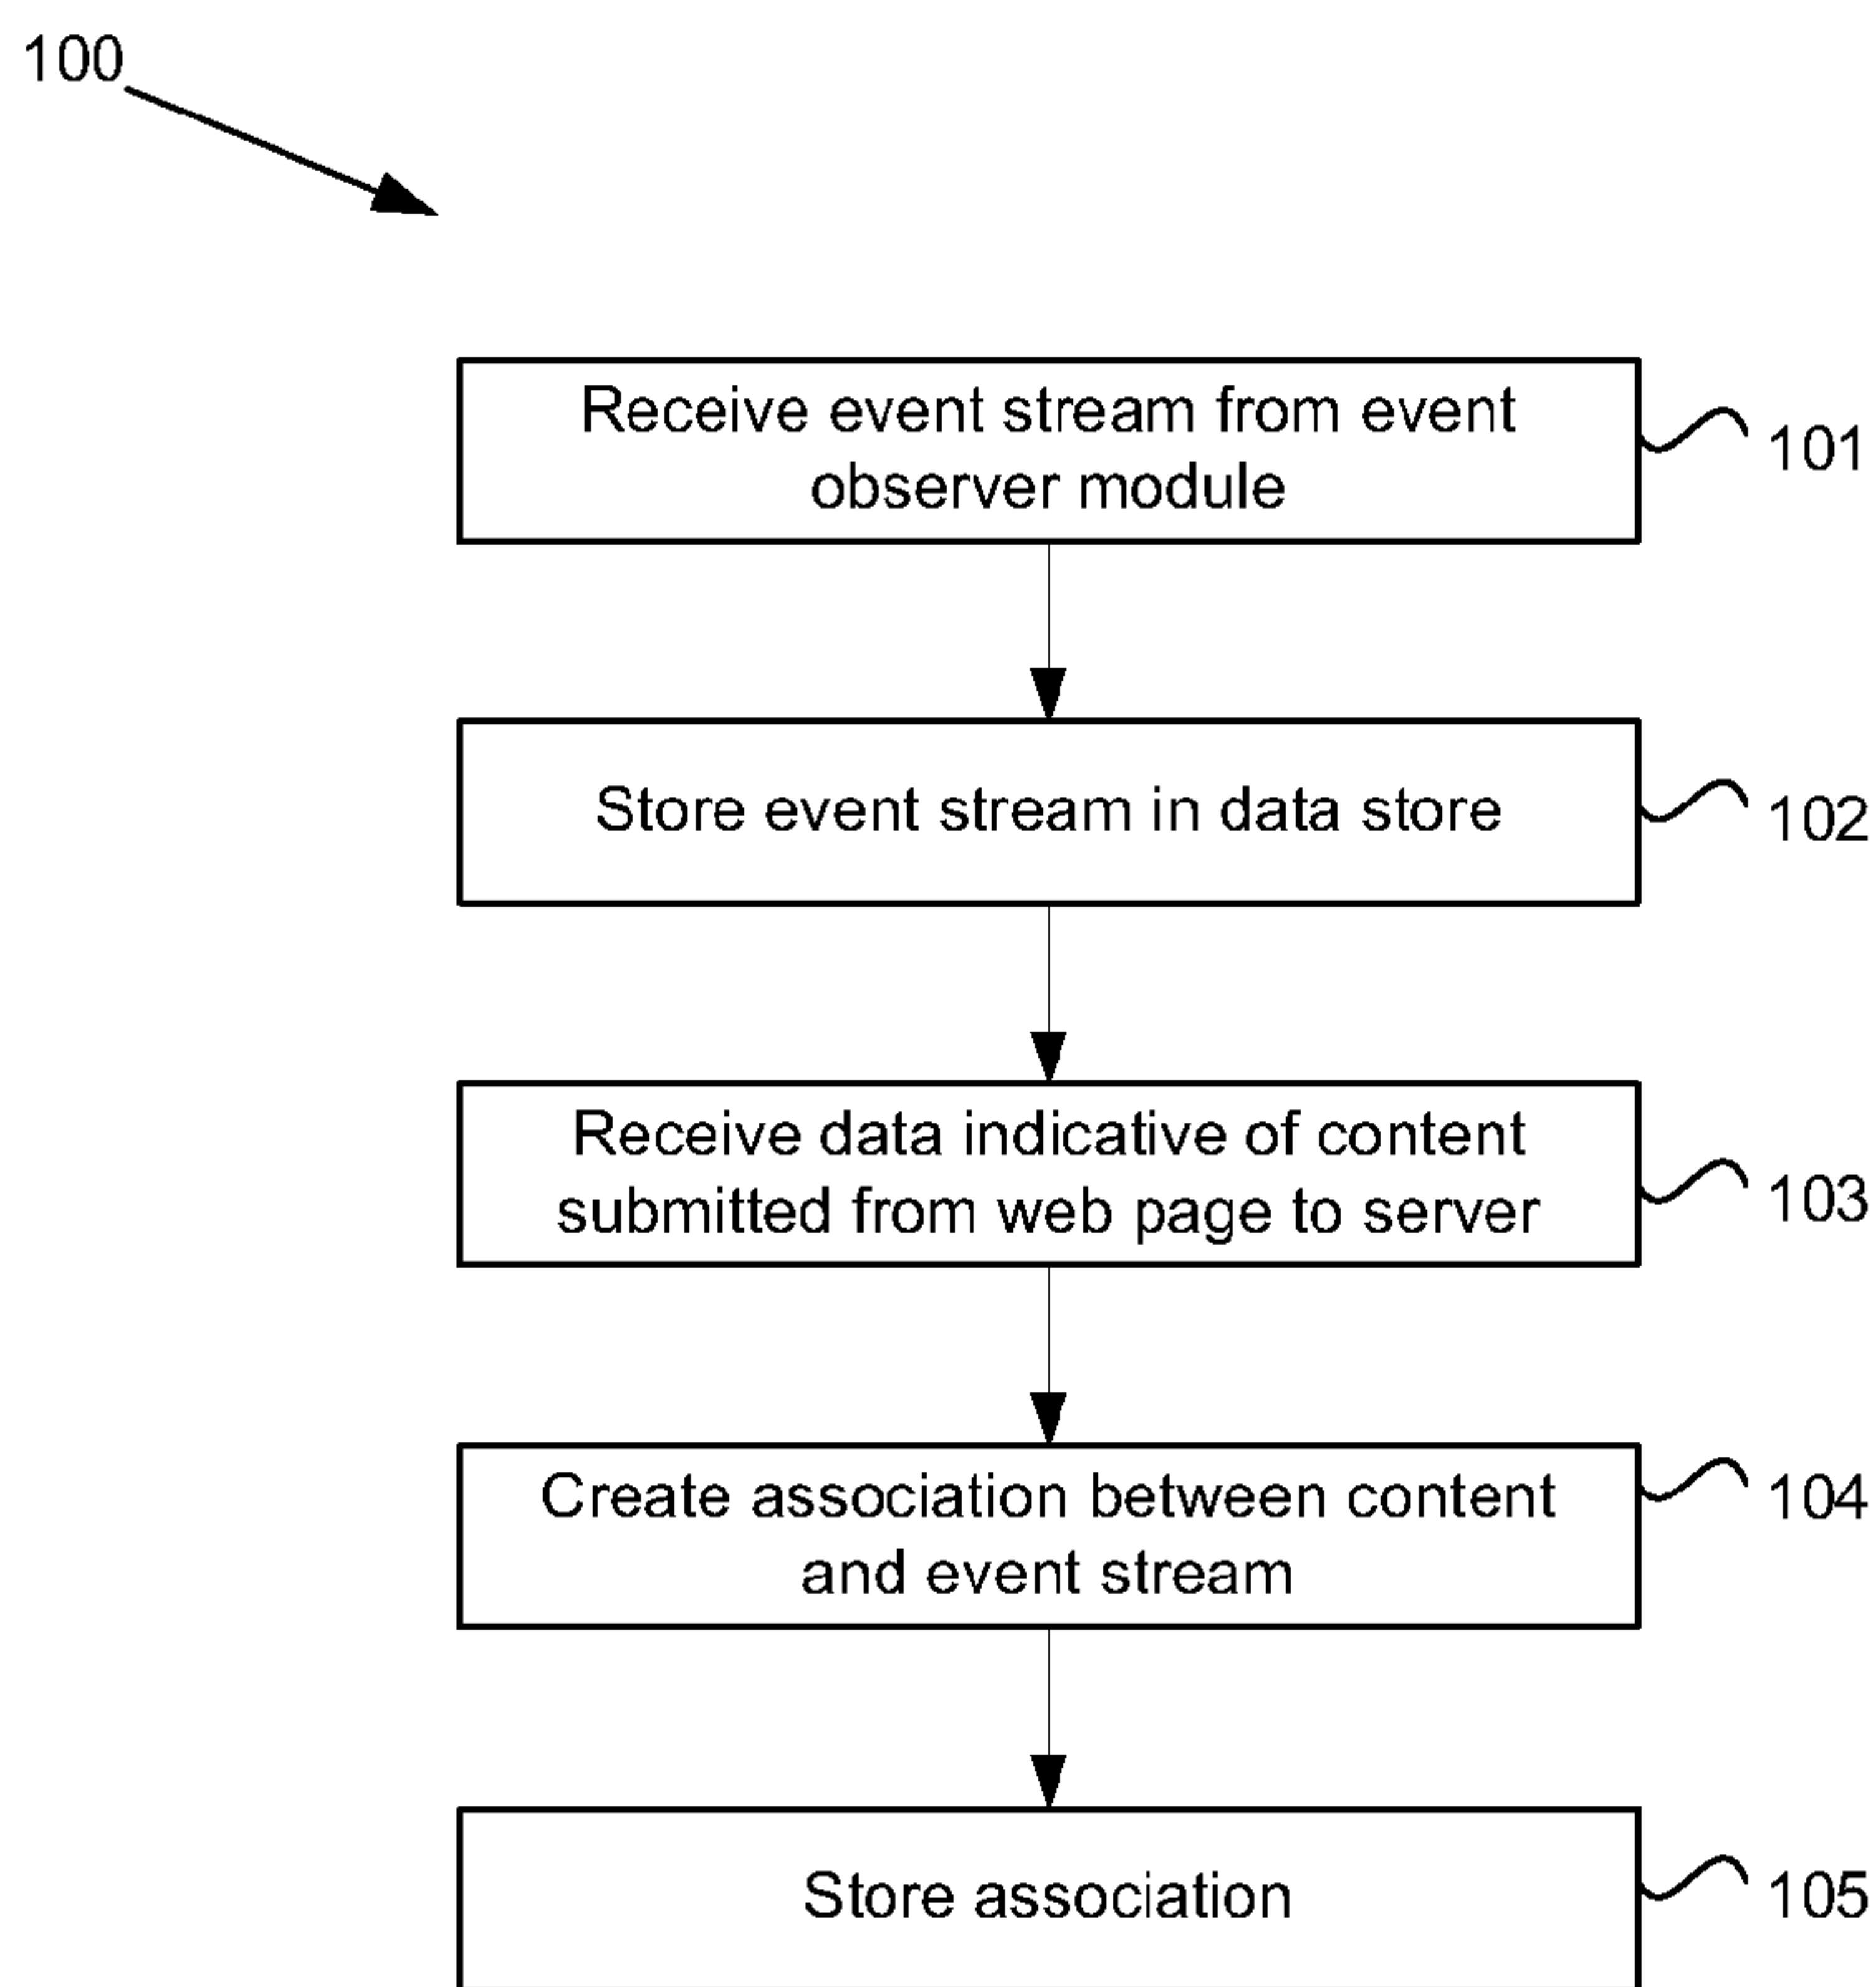 100
Receive event stream from event
observer module
101
Store event stream in data store
102
Receive data indicative of content
submitted from web page to server
103
Create association between content
and event stream
104
Store association
105